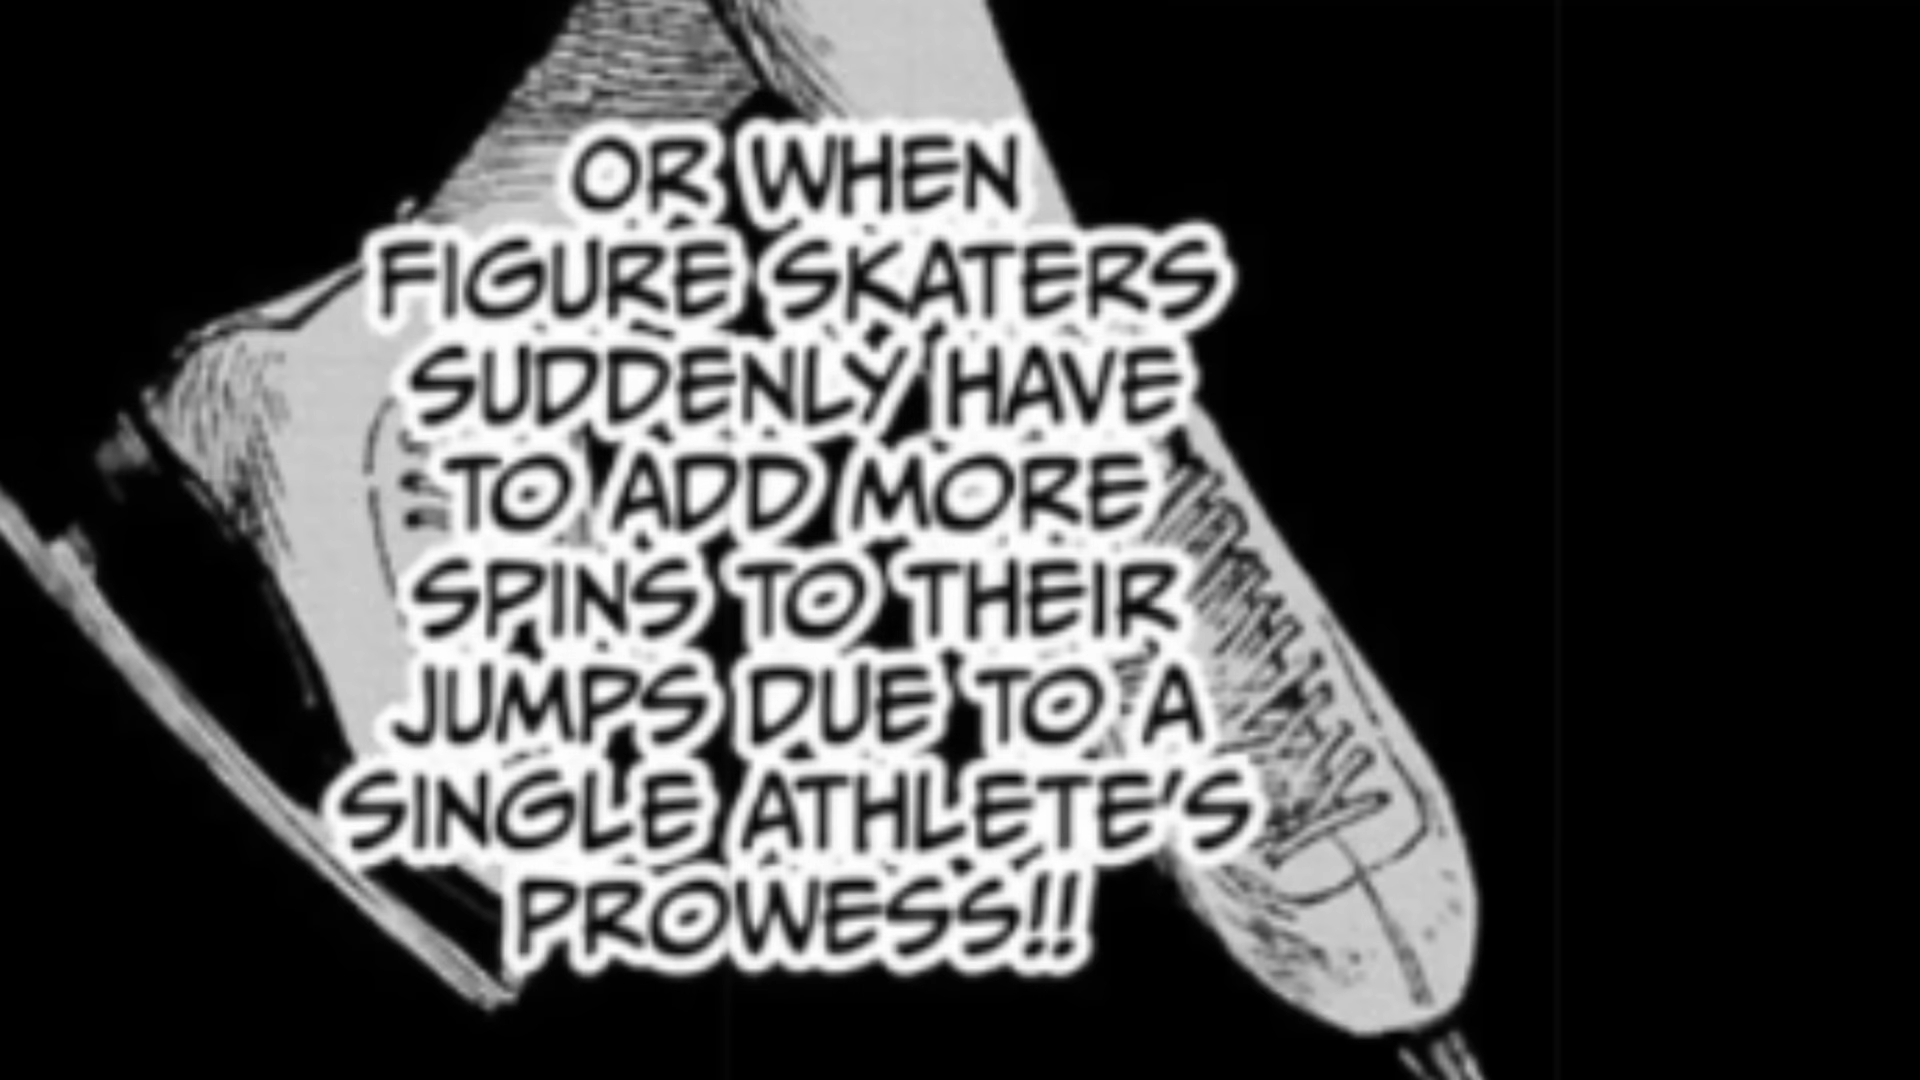 OR WHEN
FIGURE SKATERS
SUDDENLY HAVE
TO ADD MORE
SPINS TO THEIR
JUMPS DUE TO A
SINGLE ATHLETE'S
PROWESS!!